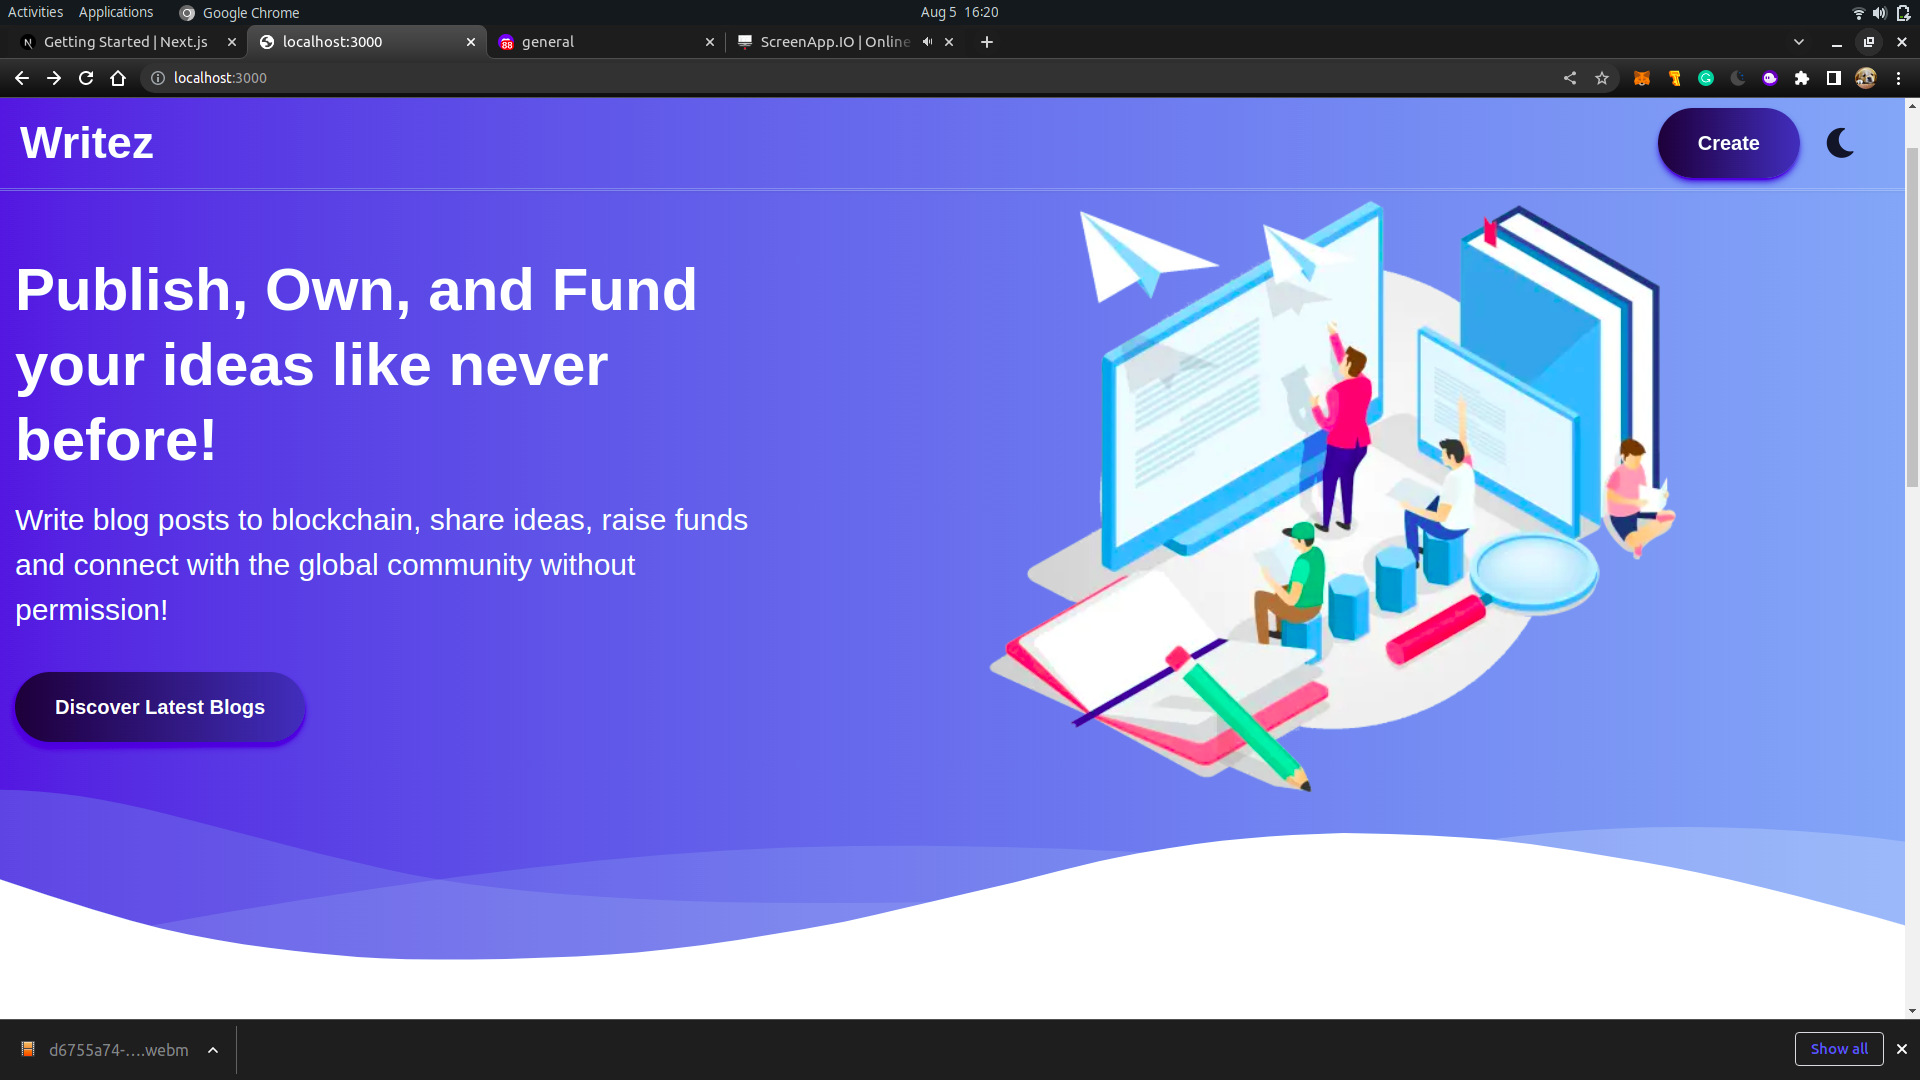 Activities Applications Google Chrome Aug 5 16:20
Getting Started | Next.js localhost:3000 general ScreenApp.IO | Online
localhost:3000
Writez
Create
Publish, Own, and Fund
your ideas like never
before!
Write blog posts to blockchain, share ideas, raise funds
and connect with the global community without
permission!
Discover Latest Blogs
d6755a74-....webm
Show all